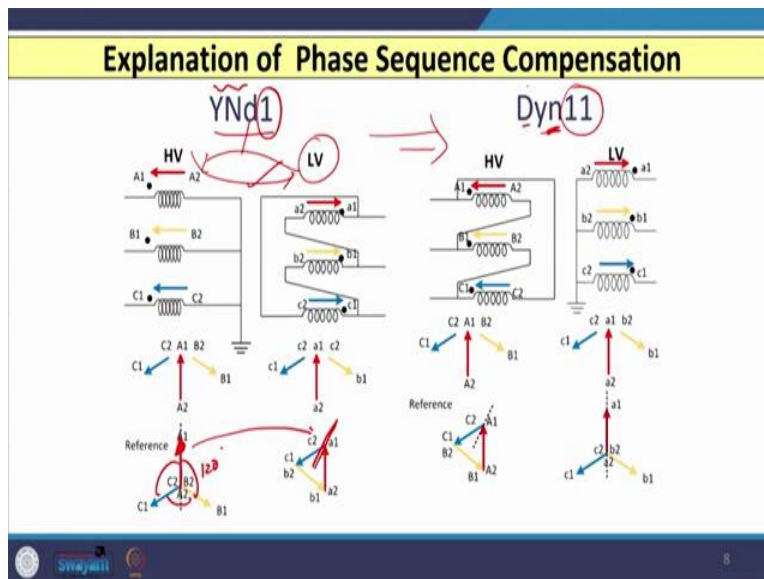 Explanation of Phase Sequence Compensation
YNd1
Dyn11
HV
LV
HV
LV
A1 A2
B1 B2
C1 C2
a2 a1
b2 b1
c2 c1
A1 A2
B1 B2
C1 C2
a2 a1
b2 b1
c2 c1
C2 A1 B2
C1 B1
A2
c2 a1 c2
c1 b1
a2
C2 A1 B2
C1 B1
A2
c2 a1 b2
c1 b1
a2
Reference
A1
120
C2 B2
A2
C1 B1
c2 a1
c1
b2
b1 a2
Reference
C2 A1
C1
B2
B1 A2
a1
c2 b2
a2
c1 b1
swayam
8